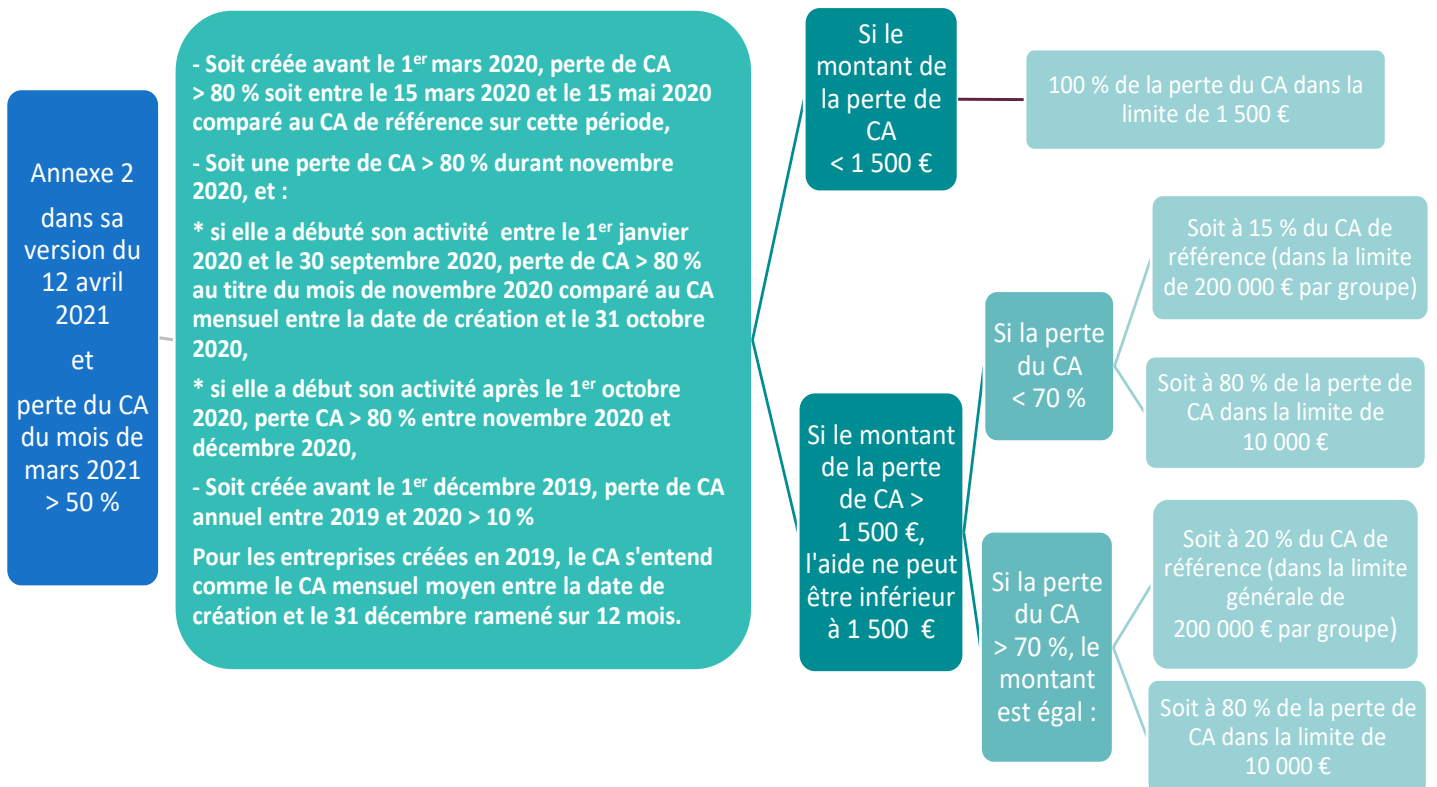 Annexe 2
dans sa
version du
12 avril
2021
et
perte du CA
du mois de
mars 2021
> 50 %
- Soit créée avant le 1er mars 2020, perte de CA
> 80 % soit entre le 15 mars 2020 et le 15 mai 2020
comparé au CA de référence sur cette période,
- Soit une perte de CA > 80 % durant novembre
2020, et :
* si elle a débuté son activité entre le 1er janvier
2020 et le 30 septembre 2020, perte de CA > 80 %
au titre du mois de novembre 2020 comparé au CA
mensuel entre la date de création et le 31 octobre
2020,
* si elle a début son activité après le 1er octobre
2020, perte CA > 80 % entre novembre 2020 et
décembre 2020,
- Soit créée avant le 1er décembre 2019, perte de CA
annuel entre 2019 et 2020 > 10 %
Pour les entreprises créées en 2019, le CA s'entend
comme le CA mensuel moyen entre la date de
création et le 31 décembre ramené sur 12 mois.
Si le
montant de
la perte de
CA
< 1 500 €
100 % de la perte du CA dans la
limite de 1 500 €
Si le montant
de la perte
de CA >
1 500 €,
l'aide ne peut
être inférieur
à 1 500 €
Si la perte
du CA
< 70 %
Soit à 15 % du CA de
référence (dans la limite
de 200 000 € par groupe)
Soit à 80 % de la perte de
CA dans la limite de
10 000 €
Si la perte
du CA
> 70 %, le
montant
est égal :
Soit à 20 % du CA de
référence (dans la limite
générale de
200 000 € par groupe)
Soit à 80 % de la perte de
CA dans la limite de
10 000 €